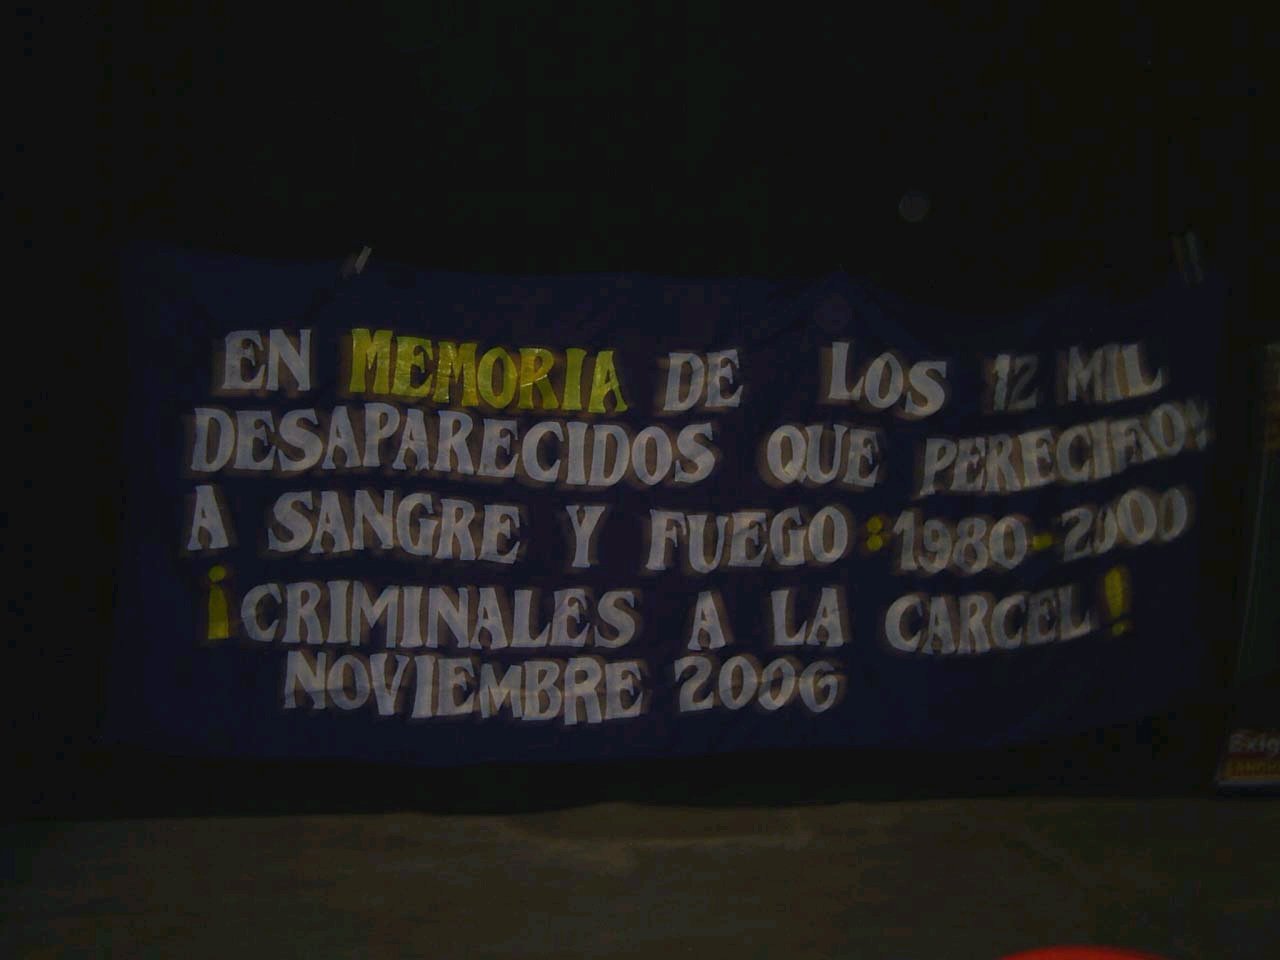 EN MEMORIA DE LOS 12 MIL
DESAPARECIDOS QUE PERECIERON
A SANGRE Y FUEGO : 1980-2000
¡CRIMINALES A LA CARCEL!
NOVIEMBRE 2006